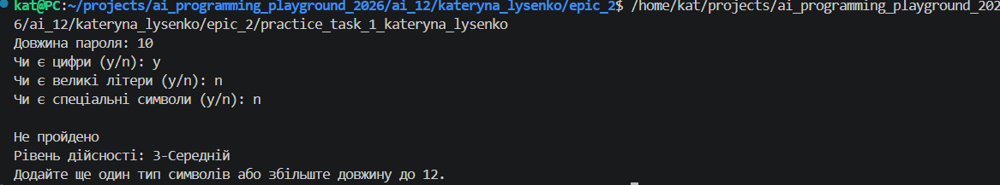 kat@PC:~/projects/ai_programming_playground_2026/ai_12/kateryna_lysenko/epic_2$ /home/kat/projects/ai_programming_playground_202
6/ai_12/kateryna_lysenko/epic_2/practice_task_1_kateryna_lysenko
Довжина пароля: 10
Чи є цифри (y/n): y
Чи є великі літери (y/n): n
Чи є спеціальні символи (y/n): n
Не пройдено
Рівень дійсності: 3-Середній
Додайте ще один тип символів або збільште довжину до 12.